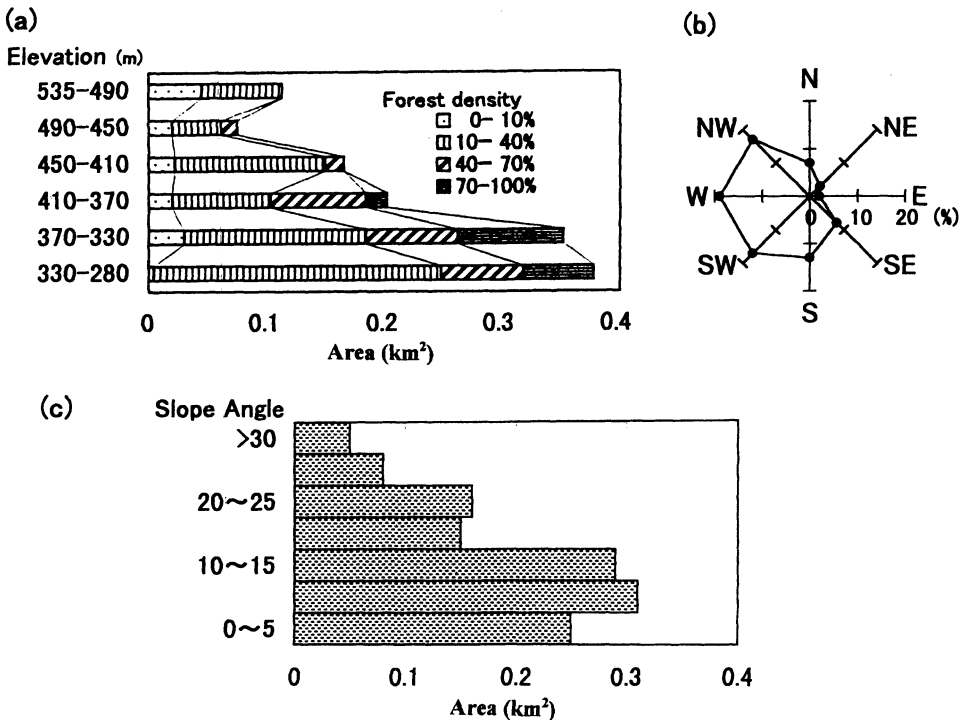 (a)
Elevation (m)
535-490
490-450
450-410
410-370
370-330
330-280
Forest density
0- 10%
10- 40%
40- 70%
70-100%
0 0.1 0.2 0.3 0.4
Area (km²)
(b)
N
NW NE
W E
0 10 20 (%)
SW SE
S
(c)
Slope Angle
>30
20～25
10～15
0～5
0 0.1 0.2 0.3 0.4
Area (km²)